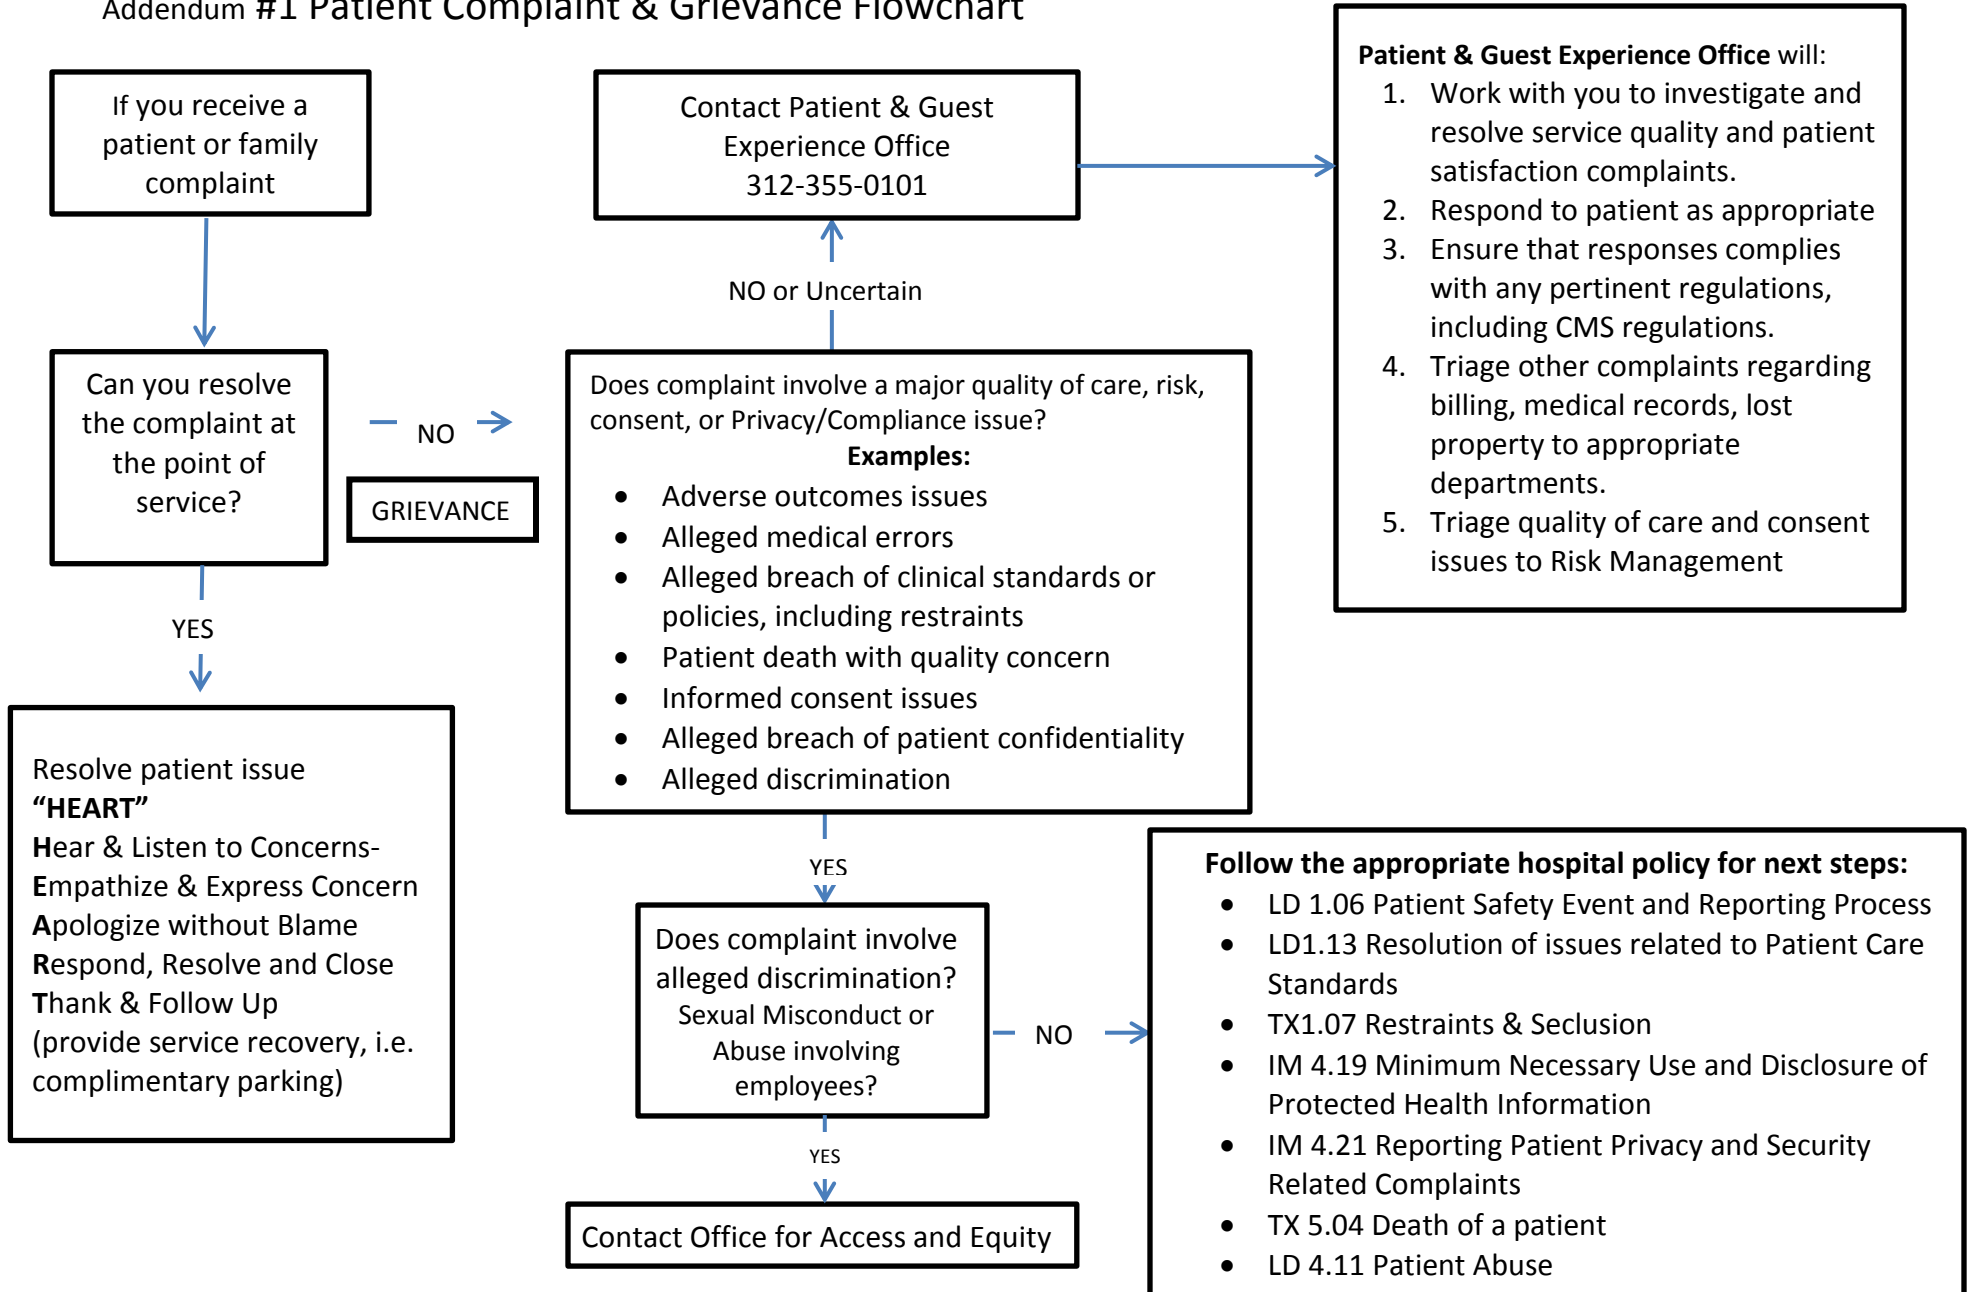 Addendum #1 Patient Complaint & Grievance Flowchart
If you receive a
patient or family
complaint
Contact Patient & Guest
Experience Office
312-355-0101
Patient & Guest Experience Office will:
1. Work with you to investigate and
resolve service quality and patient
satisfaction complaints.
2. Respond to patient as appropriate
3. Ensure that responses complies
with any pertinent regulations,
including CMS regulations.
4. Triage other complaints regarding
billing, medical records, lost
property to appropriate
departments.
5. Triage quality of care and consent
issues to Risk Management
NO or Uncertain
Can you resolve
the complaint at
the point of
service?
NO
GRIEVANCE
Does complaint involve a major quality of care, risk,
consent, or Privacy/Compliance issue?
Examples:
• Adverse outcomes issues
• Alleged medical errors
• Alleged breach of clinical standards or
policies, including restraints
• Patient death with quality concern
• Informed consent issues
• Alleged breach of patient confidentiality
• Alleged discrimination
YES
Resolve patient issue
“HEART”
Hear & Listen to Concerns-
Empathize & Express Concern
Apologize without Blame
Respond, Resolve and Close
Thank & Follow Up
(provide service recovery, i.e.
complimentary parking)
YES
Does complaint involve
alleged discrimination?
Sexual Misconduct or
Abuse involving
employees?
NO
Follow the appropriate hospital policy for next steps:
• LD 1.06 Patient Safety Event and Reporting Process
• LD1.13 Resolution of issues related to Patient Care
Standards
• TX1.07 Restraints & Seclusion
• IM 4.19 Minimum Necessary Use and Disclosure of
Protected Health Information
• IM 4.21 Reporting Patient Privacy and Security
Related Complaints
• TX 5.04 Death of a patient
• LD 4.11 Patient Abuse
YES
Contact Office for Access and Equity